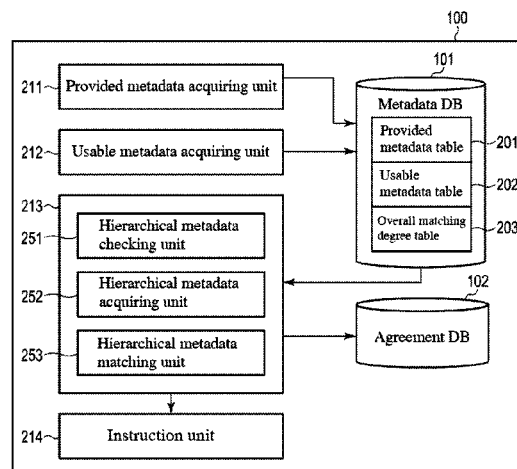 100
101
211
Provided metadata acquiring unit
Metadata DB
212
Usable metadata acquiring unit
Provided
metadata table
201
Usable
metadata table
202
Overall matching
degree table
203
213
251
Hierarchical metadata
checking unit
252
Hierarchical metadata
acquiring unit
253
Hierarchical metadata
matching unit
102
Agreement DB
214
Instruction unit